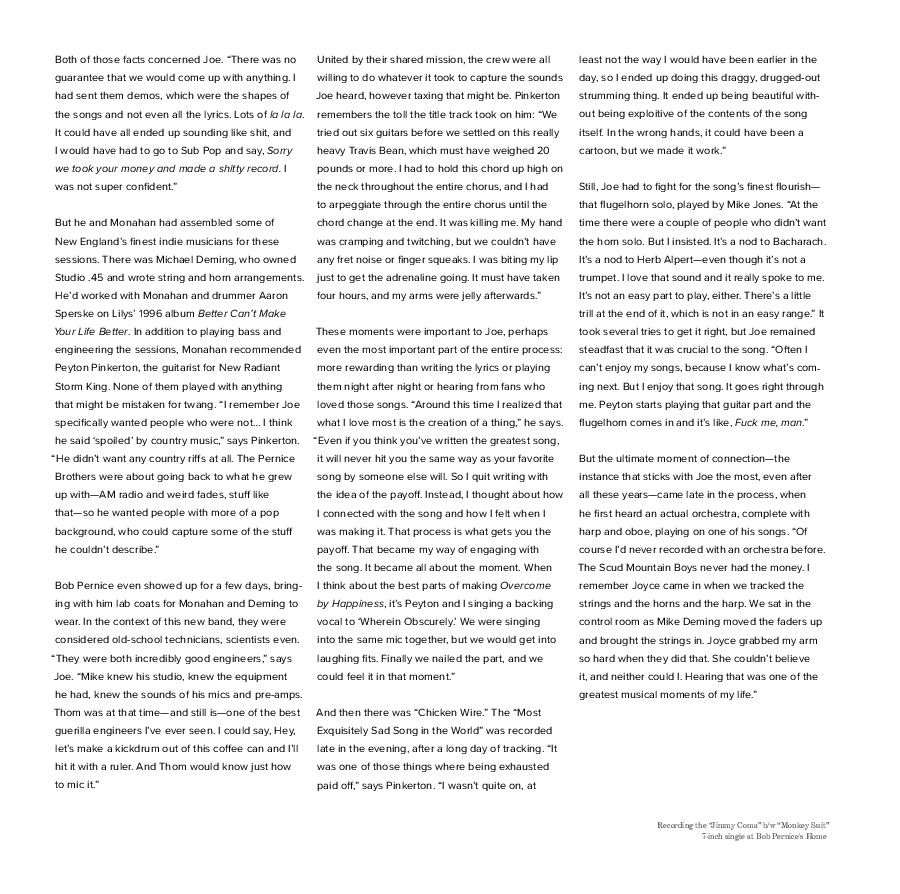 Both of those facts concerned Joe. “There was no
guarantee that we would come up with anything. I
had sent them demos, which were the shapes of
the songs and not even all the lyrics. Lots of la la la.
It could have all ended up sounding like shit, and
I would have had to go to Sub Pop and say, Sorry
we took your money and made a shitty record. I
was not super confident.”
But he and Monahan had assembled some of
New England’s finest indie musicians for these
sessions. There was Michael Deming, who owned
Studio .45 and wrote string and horn arrangements.
He’d worked with Monahan and drummer Aaron
Sperske on Lilys’ 1996 album Better Can’t Make
Your Life Better. In addition to playing bass and
engineering the sessions, Monahan recommended
Peyton Pinkerton, the guitarist for New Radiant
Storm King. None of them played with anything
that might be mistaken for twang. “I remember Joe
specifically wanted people who were not... I think
he said ‘spoiled’ by country music,” says Pinkerton.
“He didn’t want any country riffs at all. The Pernice
Brothers were about going back to what he grew
up with—AM radio and weird fades, stuff like
that—so he wanted people with more of a pop
background, who could capture some of the stuff
he couldn’t describe.”
Bob Pernice even showed up for a few days, bring-
ing with him lab coats for Monahan and Deming to
wear. In the context of this new band, they were
considered old-school technicians, scientists even.
“They were both incredibly good engineers,” says
Joe. “Mike knew his studio, knew the equipment
he had, knew the sounds of his mics and pre-amps.
Thom was at that time—and still is—one of the best
guerilla engineers I’ve ever seen. I could say, Hey,
let’s make a kickdrum out of this coffee can and I’ll
hit it with a ruler. And Thom would know just how
to mic it.”
United by their shared mission, the crew were all
willing to do whatever it took to capture the sounds
Joe heard, however taxing that might be. Pinkerton
remembers the toll the title track took on him: “We
tried out six guitars before we settled on this really
heavy Travis Bean, which must have weighed 20
pounds or more. I had to hold this chord up high on
the neck throughout the entire chorus, and I had
to arpeggiate through the entire chorus until the
chord change at the end. It was killing me. My hand
was cramping and twitching, but we couldn’t have
any fret noise or finger squeaks. I was biting my lip
just to get the adrenaline going. It must have taken
four hours, and my arms were jelly afterwards.”
These moments were important to Joe, perhaps
even the most important part of the entire process:
more rewarding than writing the lyrics or playing
them night after night or hearing from fans who
loved those songs. “Around this time I realized that
what I love most is the creation of a thing,” he says.
“Even if you think you’ve written the greatest song,
it will never hit you the same way as your favorite
song by someone else will. So I quit writing with
the idea of the payoff. Instead, I thought about how
I connected with the song and how I felt when I
was making it. That process is what gets you the
payoff. That became my way of engaging with
the song. It became all about the moment. When
I think about the best parts of making Overcome
by Happiness, it’s Peyton and I singing a backing
vocal to ‘Wherein Obscurely.’ We were singing
into the same mic together, but we would get into
laughing fits. Finally we nailed the part, and we
could feel it in that moment.”
And then there was “Chicken Wire.” The “Most
Exquisitely Sad Song in the World” was recorded
late in the evening, after a long day of tracking. “It
was one of those things where being exhausted
paid off,” says Pinkerton. “I wasn’t quite on, at
least not the way I would have been earlier in the
day, so I ended up doing this draggy, drugged-out
strumming thing. It ended up being beautiful with-
out being exploitive of the contents of the song
itself. In the wrong hands, it could have been a
cartoon, but we made it work.”
Still, Joe had to fight for the song’s finest flourish—
that flugelhorn solo, played by Mike Jones. “At the
time there were a couple of people who didn’t want
the horn solo. But I insisted. It’s a nod to Bacharach.
It’s a nod to Herb Alpert—even though it’s not a
trumpet. I love that sound and it really spoke to me.
It’s not an easy part to play, either. There’s a little
trill at the end of it, which is not in an easy range.” It
took several tries to get it right, but Joe remained
steadfast that it was crucial to the song. “Often I
can’t enjoy my songs, because I know what’s com-
ing next. But I enjoy that song. It goes right through
me. Peyton starts playing that guitar part and the
flugelhorn comes in and it’s like, Fuck me, man.”
But the ultimate moment of connection—the
instance that sticks with Joe the most, even after
all these years—came late in the process, when
he first heard an actual orchestra, complete with
harp and oboe, playing on one of his songs. “Of
course I’d never recorded with an orchestra before.
The Scud Mountain Boys never had the money. I
remember Joyce came in when we tracked the
strings and the horns and the harp. We sat in the
control room as Mike Deming moved the faders up
and brought the strings in. Joyce grabbed my arm
so hard when they did that. She couldn’t believe
it, and neither could I. Hearing that was one of the
greatest musical moments of my life.”
Recording the “Jimmy Coma” b/w “Monkey Suit”
7-inch single at Bob Pernice’s Home